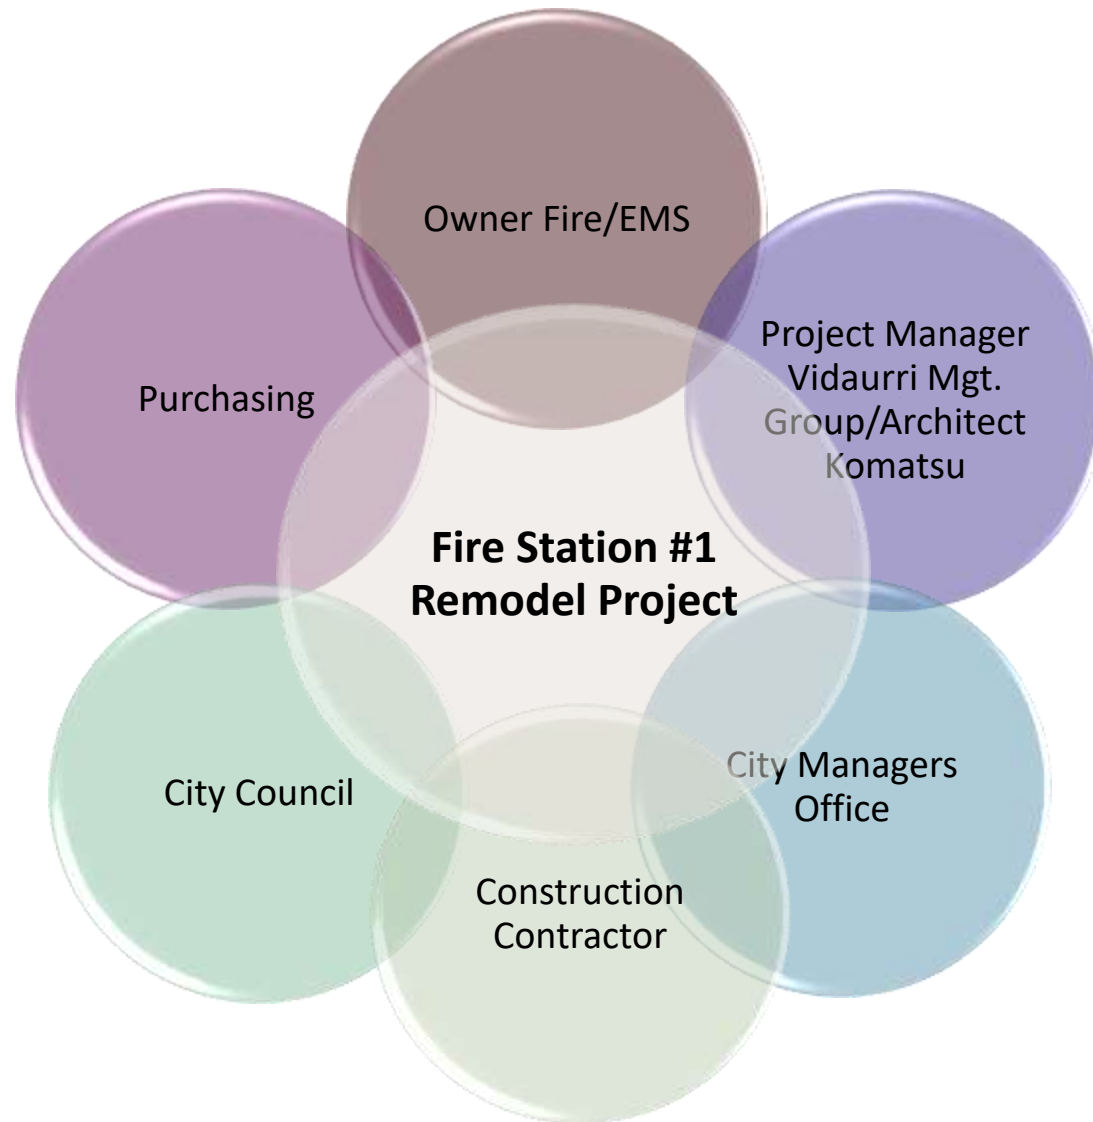 Owner Fire/EMS
Project Manager
Vidaurri Mgt.
Group/Architect
Komatsu
Purchasing
Fire Station #1
Remodel Project
City Managers
Office
City Council
Construction
Contractor